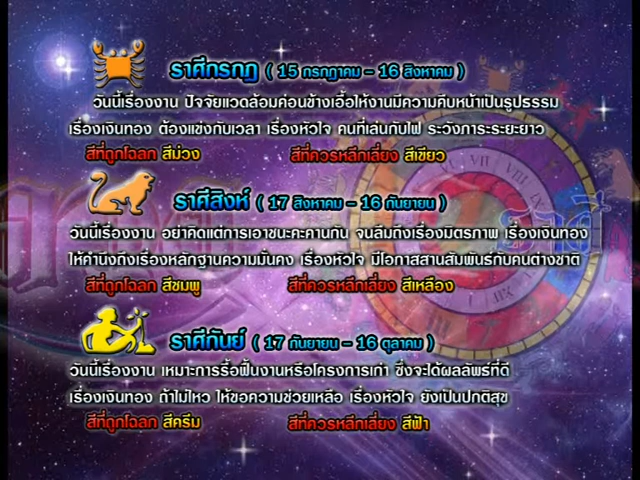 ราศีกรกฎ ( 15 กรกฎาคม - 16 สิงหาคม )
วันนี้เรื่องงาน ปัจจัยแวดล้อมค่อนข้างเอื้อให้งานมีความคืบหน้าเป็นรูปธรรม
เรื่องเงินทอง ต้องแข่งกับเวลา เรื่องหัวใจ คนที่เล่นกับไฟ ระวังภาระระยะยาว
สีที่ถูกโฉลก สีม่วง สีที่ควรหลีกเลี่ยง สีเขียว
ราศีสิงห์ ( 17 สิงหาคม - 16 กันยายน )
วันนี้เรื่องงาน อย่าคิดแต่การเอาชนะคะคานกัน จนลืมถึงเรื่องมิตรภาพ เรื่องเงินทอง
ให้คำนึงถึงเรื่องหลักฐานความมั่นคง เรื่องหัวใจ มีโอกาสสานสัมพันธ์กับคนต่างชาติ
สีที่ถูกโฉลก สีชมพู สีที่ควรหลีกเลี่ยง สีเหลือง
ราศีกันย์ ( 17 กันยายน - 16 ตุลาคม )
วันนี้เรื่องงาน เหมาะการรื้อฟื้นงานหรือโครงการเก่า ซึ่งจะได้ผลลัพธ์ที่ดี
เรื่องเงินทอง ถ้าไม่ไหว ให้ขอความช่วยเหลือ เรื่องหัวใจ ยังเป็นปกติสุข
สีที่ถูกโฉลก สีครีม สีที่ควรหลีกเลี่ยง สีฟ้า